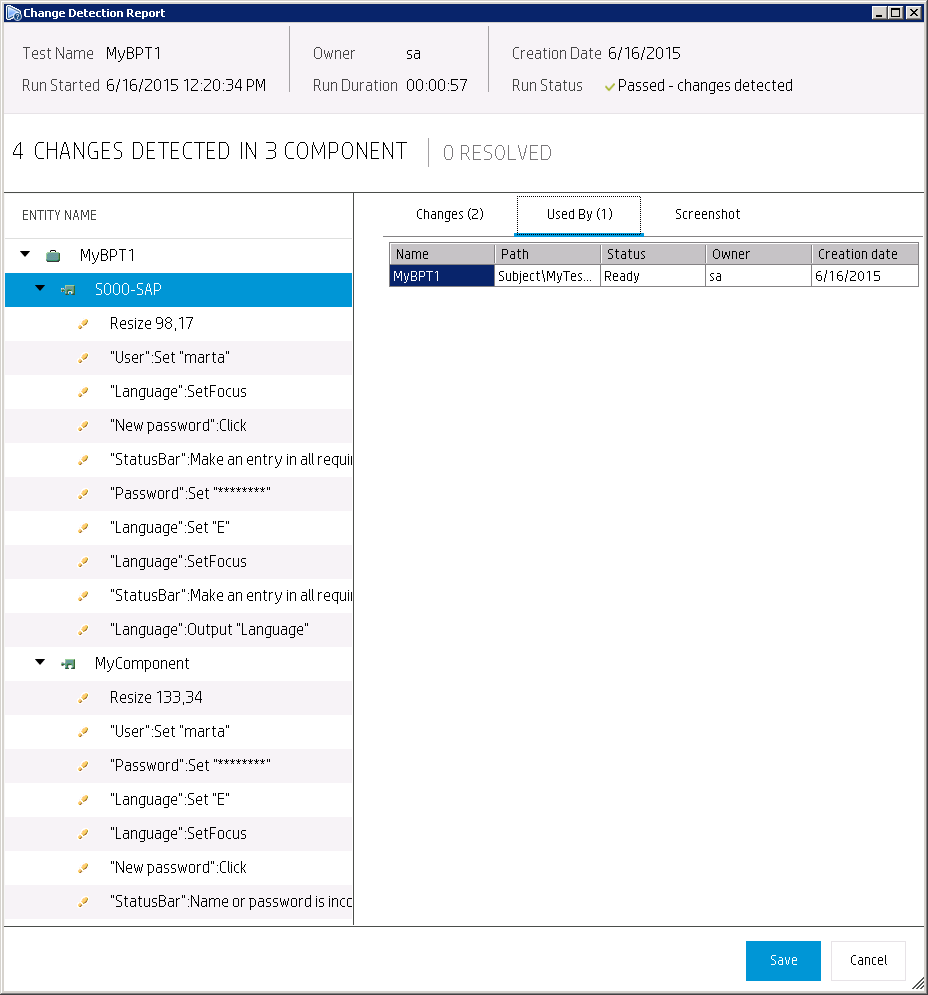 Change Detection Report
Test Name MyBPT1 Owner sa Creation Date 6/16/2015
Run Started 6/16/2015 12:20:34 PM Run Duration 00:00:57 Run Status Passed - changes detected
4 CHANGES DETECTED IN 3 COMPONENT 0 RESOLVED
ENTITY NAME
MyBPT1
S000-SAP
Resize 98,17
"User":Set "marta"
"Language":SetFocus
"New password":Click
"StatusBar":Make an entry in all requi
"Password":Set "********"
"Language":Set "E"
"Language":SetFocus
"StatusBar":Make an entry in all requi
"Language":Output "Language"
MyComponent
Resize 133,34
"User":Set "marta"
"Password":Set "********"
"Language":Set "E"
"Language":SetFocus
"New password":Click
"StatusBar":Name or password is inco
Changes (2) Used By (1) Screenshot
Name Path Status Owner Creation date
MyBPT1 Subject\MyTes... Ready sa 6/16/2015
Save Cancel